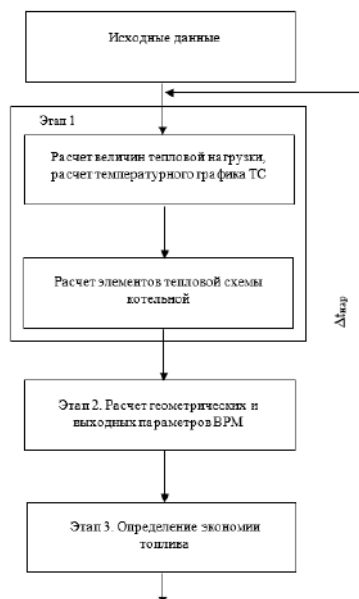 Исходные данные
Этап 1
Расчет величин тепловой нагрузки,
расчет температурного графика ТС
Расчет элементов тепловой схемы
котельной
Δtнар
Этап 2. Расчет геометрических и
выходных параметров ВРМ
Этап 3. Определение экономии
топлива